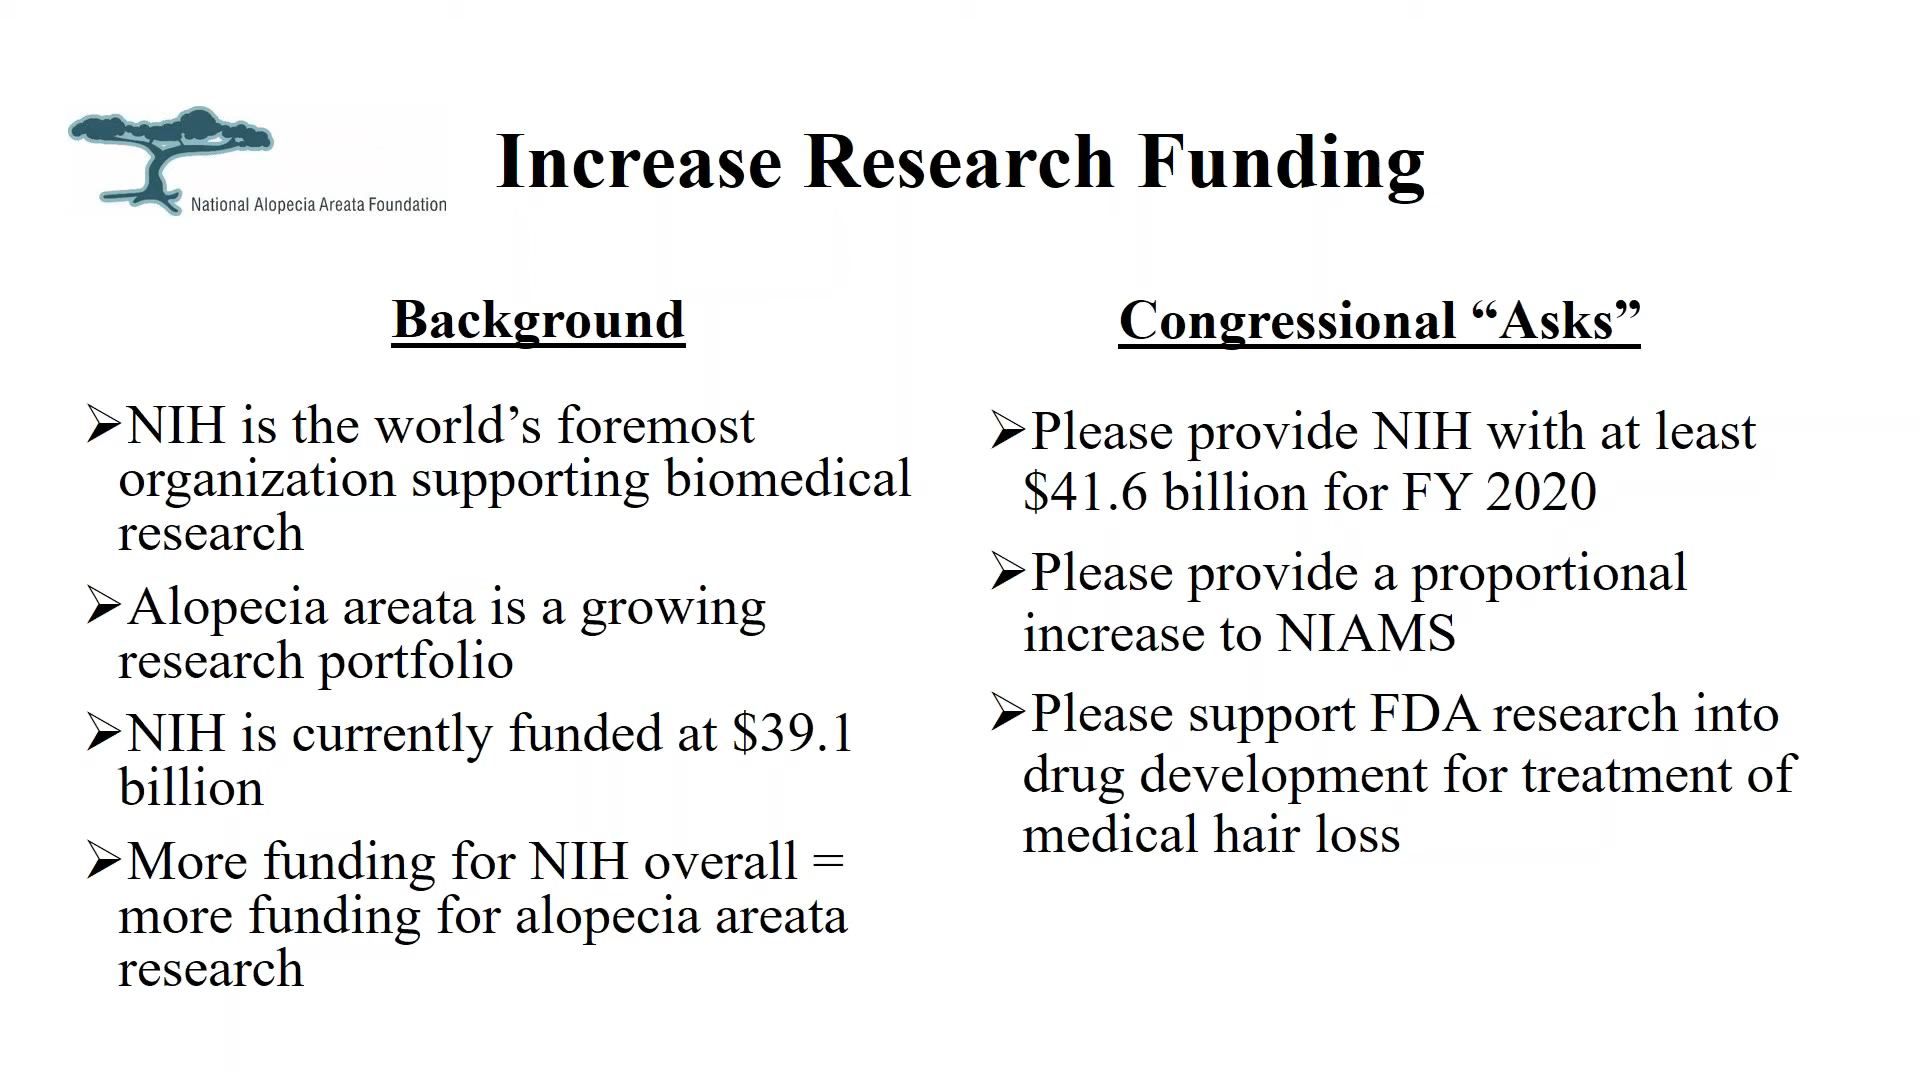 National Alopecia Areata Foundation
Increase Research Funding
Background
➢NIH is the world’s foremost
organization supporting biomedical
research
➢Alopecia areata is a growing
research portfolio
➢NIH is currently funded at $39.1
billion
➢More funding for NIH overall =
more funding for alopecia areata
research
Congressional “Asks”
➢Please provide NIH with at least
$41.6 billion for FY 2020
➢Please provide a proportional
increase to NIAMS
➢Please support FDA research into
drug development for treatment of
medical hair loss